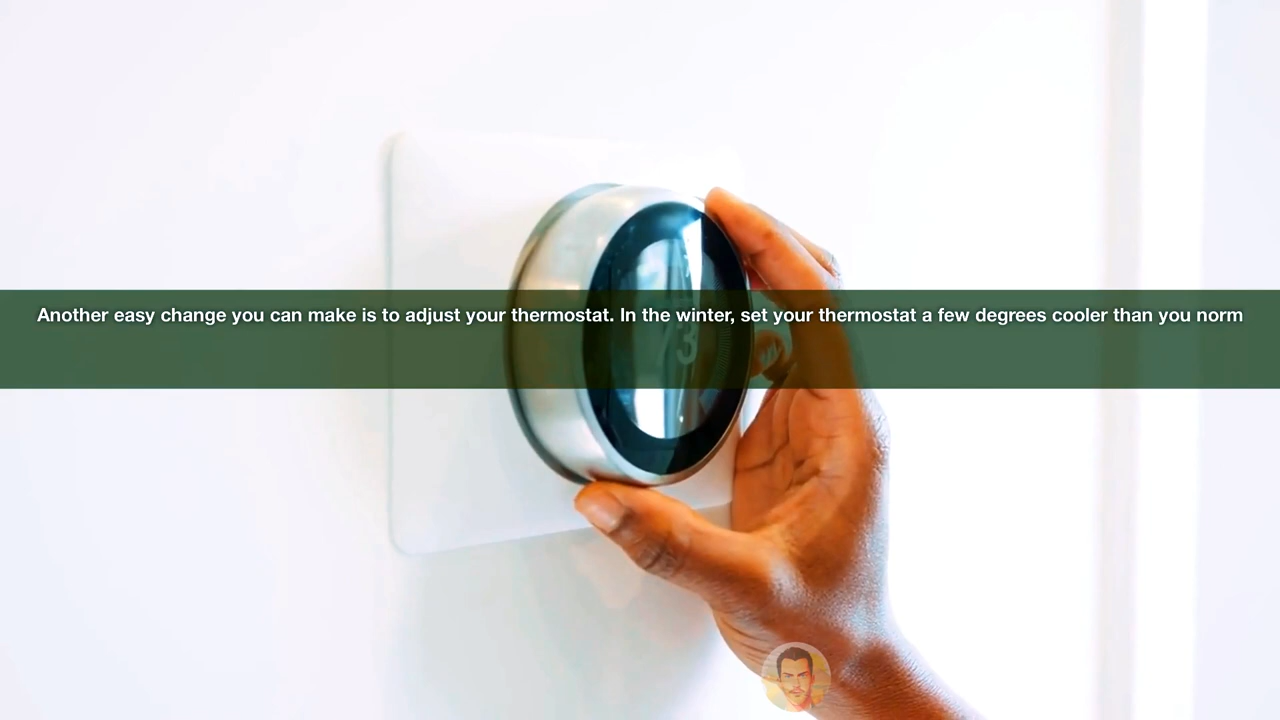 Another easy change you can make is to adjust your thermostat. In the winter, set your thermostat a few degrees cooler than you norm